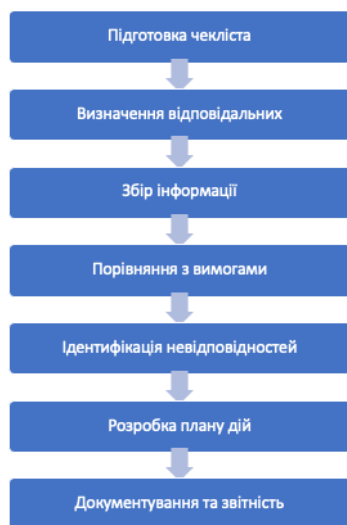 Підготовка чекліста
Визначення відповідальних
Збір інформації
Порівняння з вимогами
Ідентифікація невідповідностей
Розробка плану дій
Документування та звітність